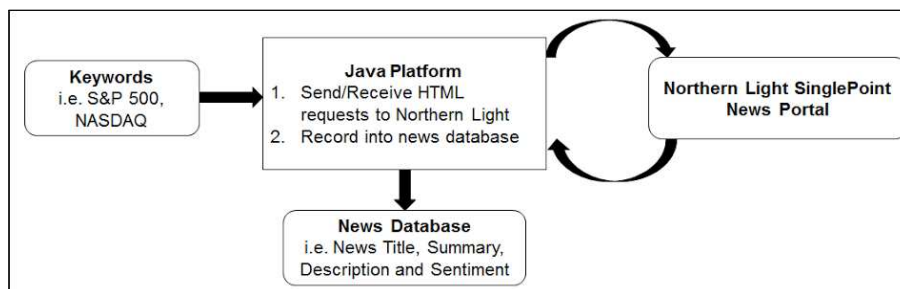 Keywords
i.e. S&P 500,
NASDAQ
Java Platform
1. Send/Receive HTML
requests to Northern Light
2. Record into news database
Northern Light SinglePoint
News Portal
News Database
i.e. News Title, Summary,
Description and Sentiment